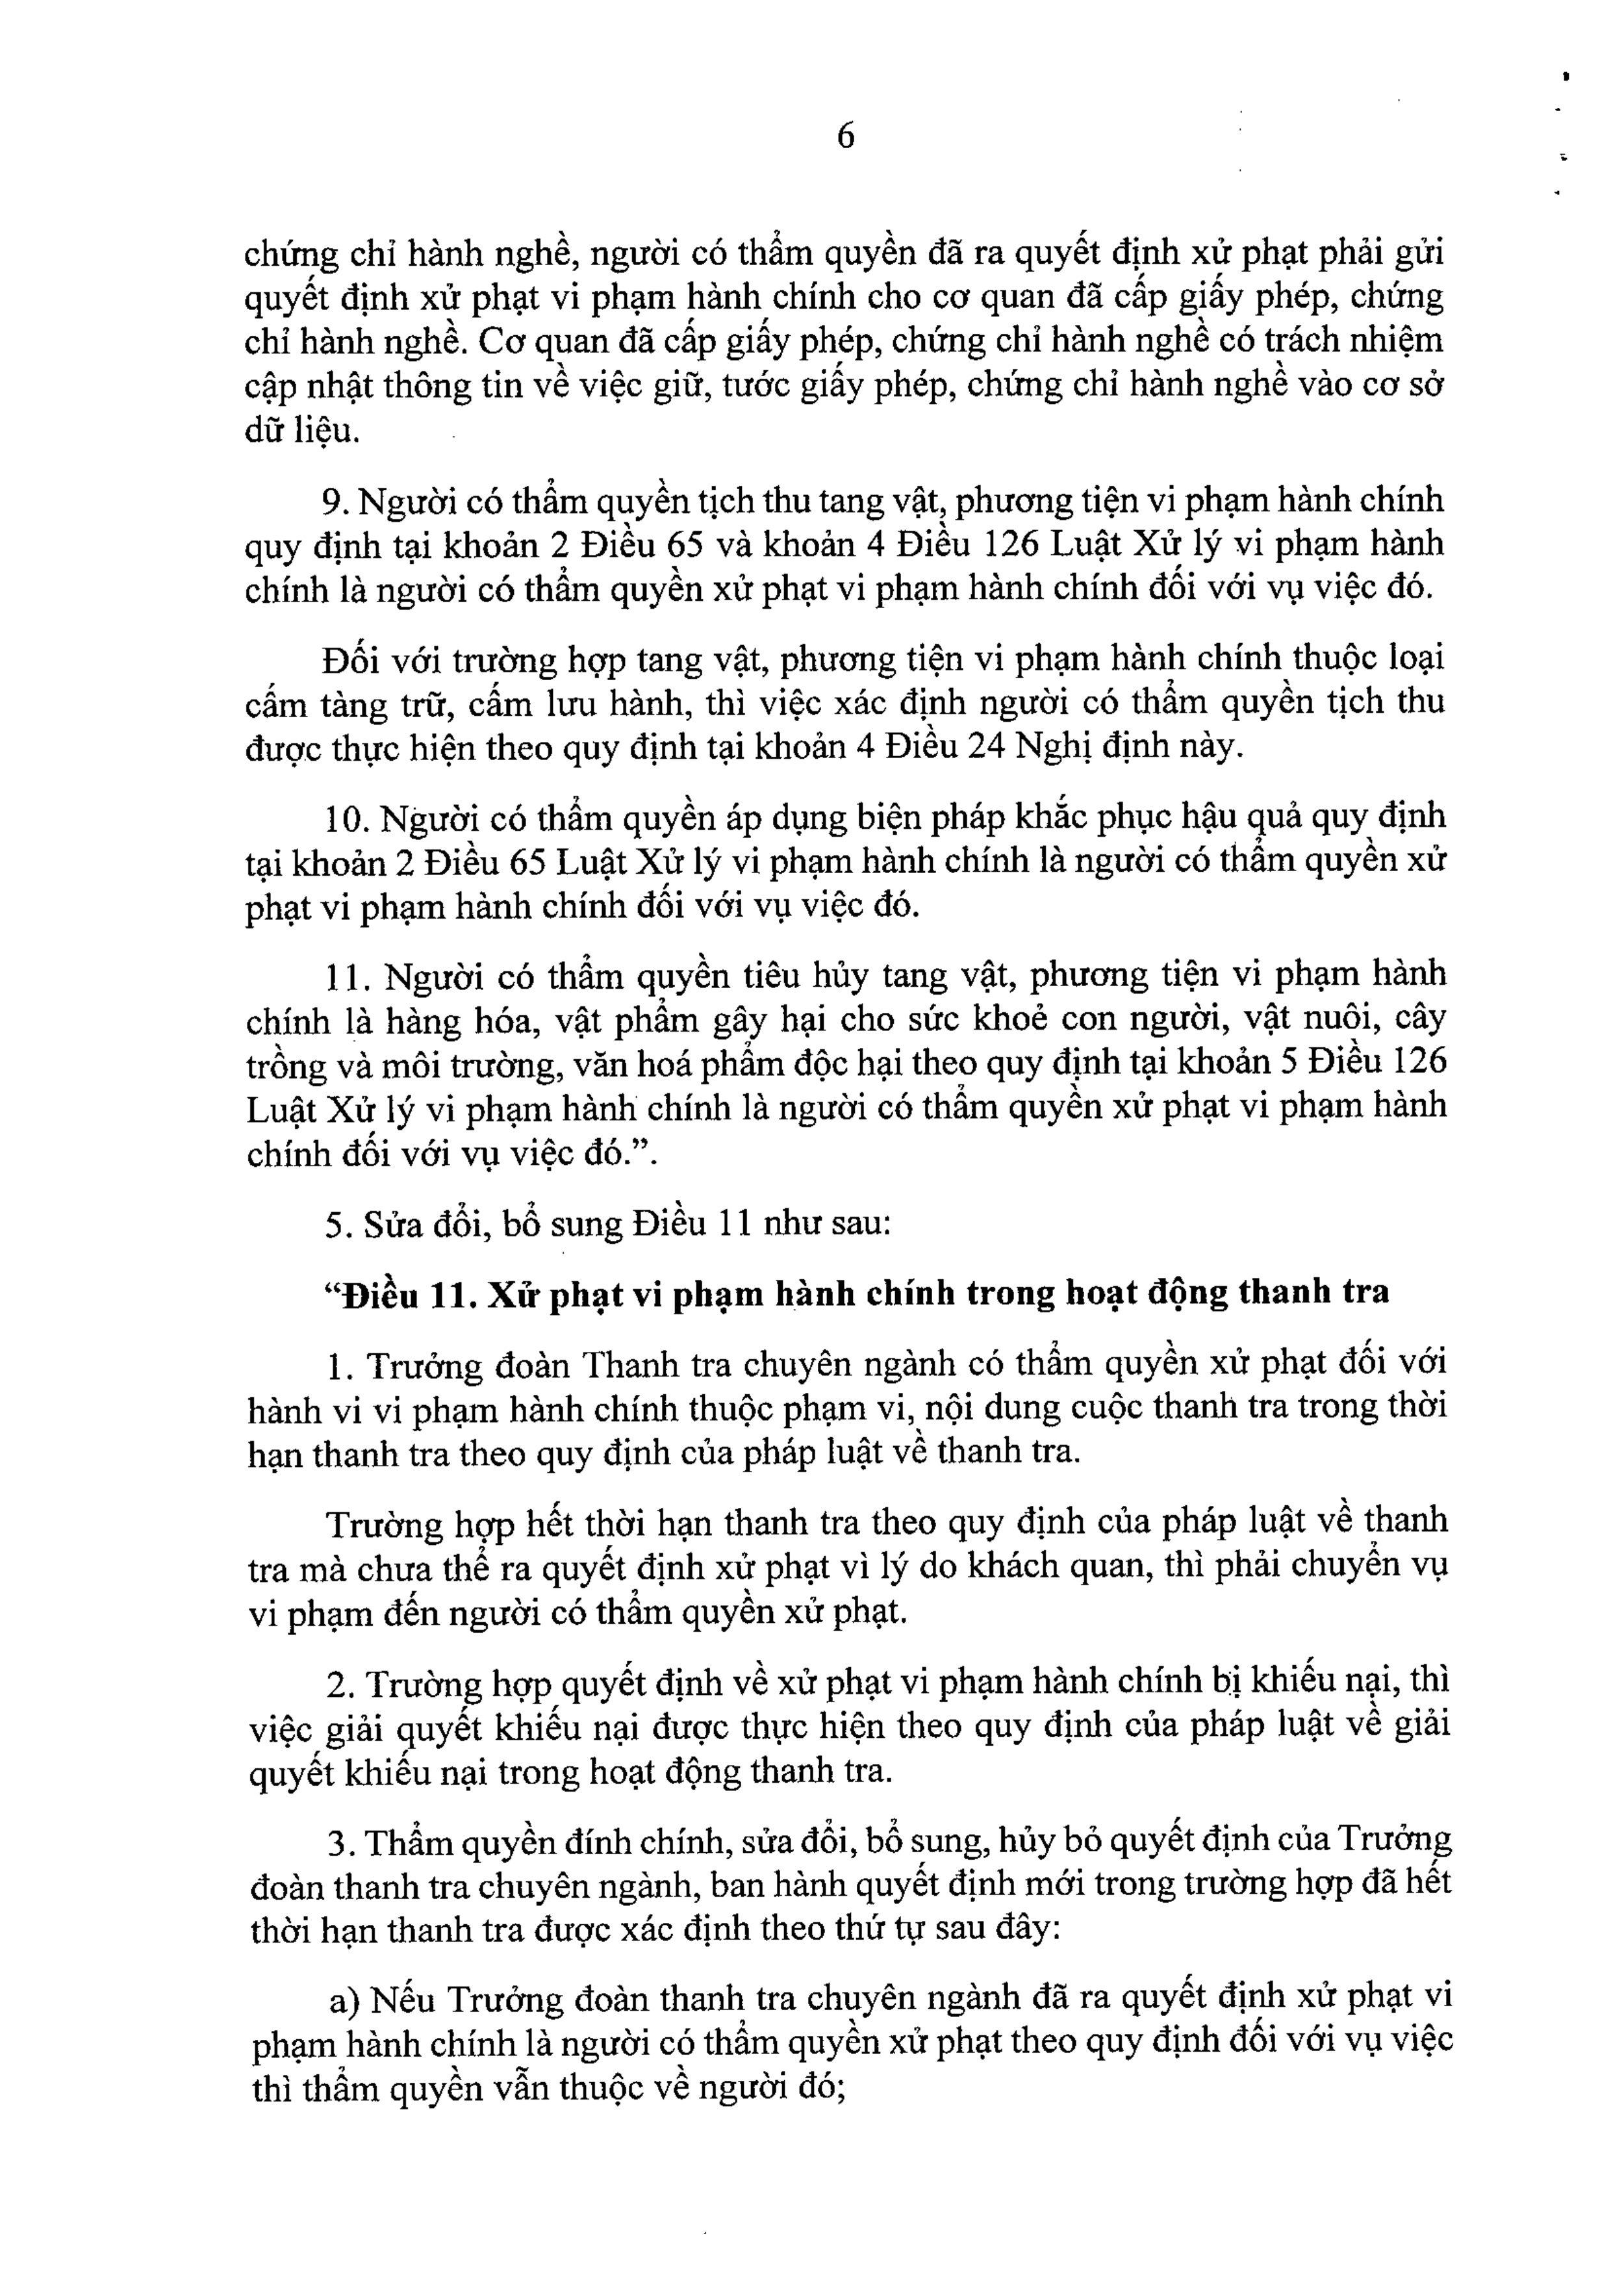 6
chứng chỉ hành nghề, người có thẩm quyền đã ra quyết định xử phạt phải gửi
quyết định xử phạt vi phạm hành chính cho cơ quan đã cấp giấy phép, chứng
chỉ hành nghề. Cơ quan đã cấp giấy phép, chứng chỉ hành nghề có trách nhiệm
cập nhật thông tin về việc giữ, tước giấy phép, chứng chỉ hành nghề vào cơ sở
dữ liệu.
9. Người có thẩm quyền tịch thu tang vật, phương tiện vi phạm hành chính
quy định tại khoản 2 Điều 65 và khoản 4 Điều 126 Luật Xử lý vi phạm hành
chính là người có thẩm quyền xử phạt vi phạm hành chính đối với vụ việc đó.
Đối với trường hợp tang vật, phương tiện vi phạm hành chính thuộc loại
cấm tàng trữ, cấm lưu hành, thì việc xác định người có thẩm quyền tịch thu
được thực hiện theo quy định tại khoản 4 Điều 24 Nghị định này.
10. Người có thẩm quyền áp dụng biện pháp khắc phục hậu quả quy định
tại khoản 2 Điều 65 Luật Xử lý vi phạm hành chính là người có thẩm quyền xử
phạt vi phạm hành chính đối với vụ việc đó.
11. Người có thẩm quyền tiêu hủy tang vật, phương tiện vi phạm hành
chính là hàng hóa, vật phẩm gây hại cho sức khoẻ con người, vật nuôi, cây
trồng và môi trường, văn hoá phẩm độc hại theo quy định tại khoản 5 Điều 126
Luật Xử lý vi phạm hành chính là người có thẩm quyền xử phạt vi phạm hành
chính đối với vụ việc đó.”.
5. Sửa đổi, bổ sung Điều 11 như sau:
“Điều 11. Xử phạt vi phạm hành chính trong hoạt động thanh tra
1. Trưởng đoàn Thanh tra chuyên ngành có thẩm quyền xử phạt đối với
hành vi vi phạm hành chính thuộc phạm vi, nội dung cuộc thanh tra trong thời
hạn thanh tra theo quy định của pháp luật về thanh tra.
Trường hợp hết thời hạn thanh tra theo quy định của pháp luật về thanh
tra mà chưa thể ra quyết định xử phạt vì lý do khách quan, thì phải chuyển vụ
vi phạm đến người có thẩm quyền xử phạt.
2. Trường hợp quyết định về xử phạt vi phạm hành chính bị khiếu nại, thì
việc giải quyết khiếu nại được thực hiện theo quy định của pháp luật về giải
quyết khiếu nại trong hoạt động thanh tra.
3. Thẩm quyền đính chính, sửa đổi, bổ sung, hủy bỏ quyết định của Trưởng
đoàn thanh tra chuyên ngành, ban hành quyết định mới trong trường hợp đã hết
thời hạn thanh tra được xác định theo thứ tự sau đây:
a) Nếu Trưởng đoàn thanh tra chuyên ngành đã ra quyết định xử phạt vi
phạm hành chính là người có thẩm quyền xử phạt theo quy định đối với vụ việc
thì thẩm quyền vẫn thuộc về người đó;